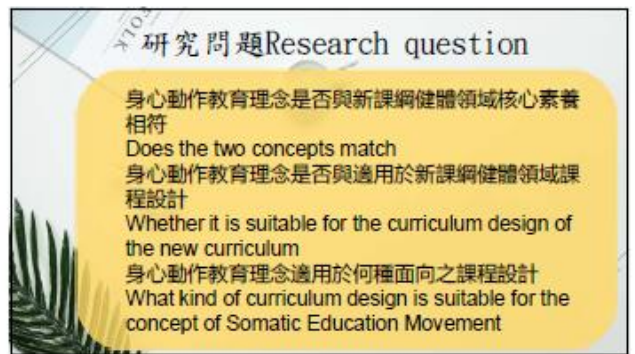 FOLK
研究問題Research question
身心動作教育理念是否與新課綱健體領域核心素養
相符
Does the two concepts match
身心動作教育理念是否與適用於新課綱健體領域課
程設計
Whether it is suitable for the curriculum design of
the new curriculum
身心動作教育理念適用於何種面向之課程設計
What kind of curriculum design is suitable for the
concept of Somatic Education Movement